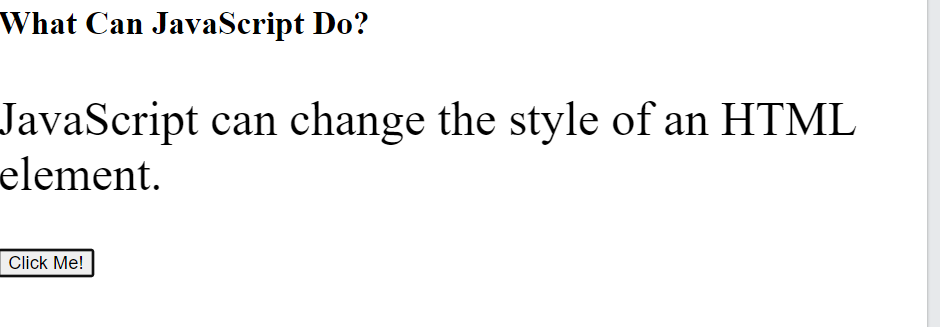 What Can JavaScript Do?
JavaScript can change the style of an HTML
element.
Click Me!